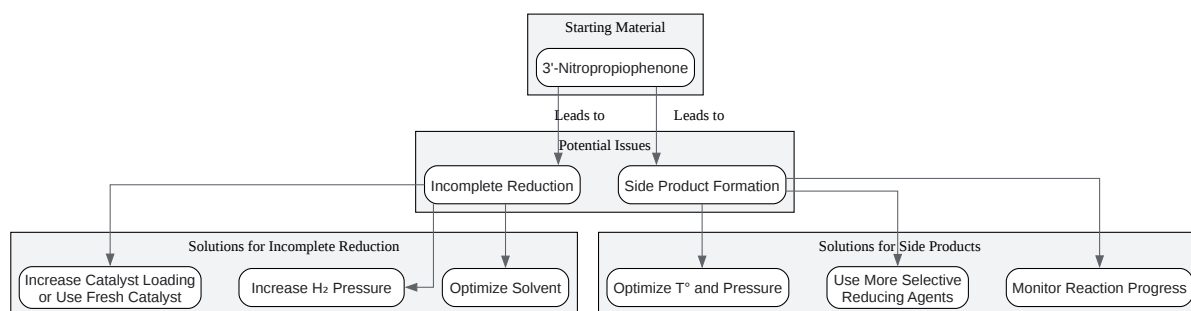 Starting Material
3'-Nitropropiophenone
Leads to
Leads to
Potential Issues
Incomplete Reduction
Side Product Formation
Solutions for Incomplete Reduction
Increase Catalyst Loading
or Use Fresh Catalyst
Increase H₂ Pressure
Optimize Solvent
Solutions for Side Products
Optimize T° and Pressure
Use More Selective
Reducing Agents
Monitor Reaction Progress